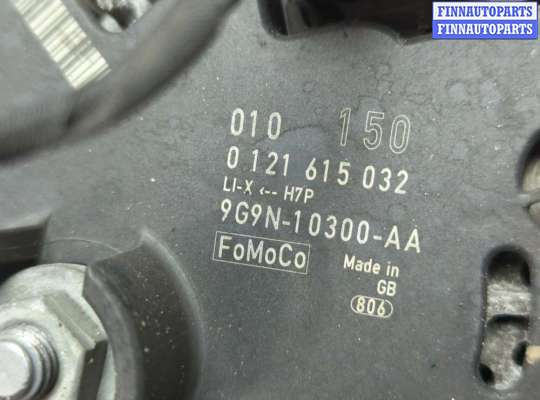 FINNAUTOPARTS
FINNAUTOPARTS
010 150
0 121 615 032
LI-X <-- H7P
9G9N-10300-AA
FoMoCo
Made in
GB
806